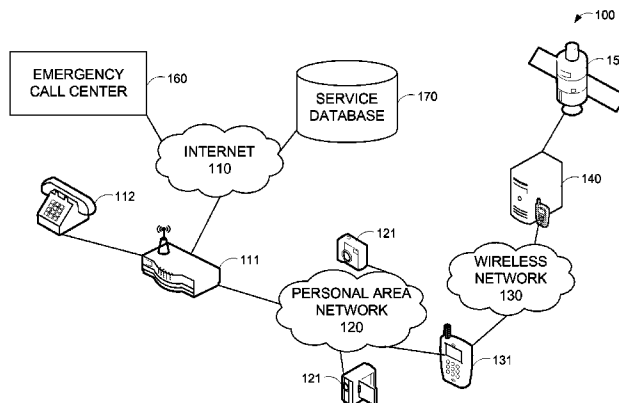 100
15
EMERGENCY
CALL CENTER
160
SERVICE
DATABASE
170
INTERNET
110
140
112
121
111
WIRELESS
NETWORK
130
PERSONAL AREA
NETWORK
120
131
121